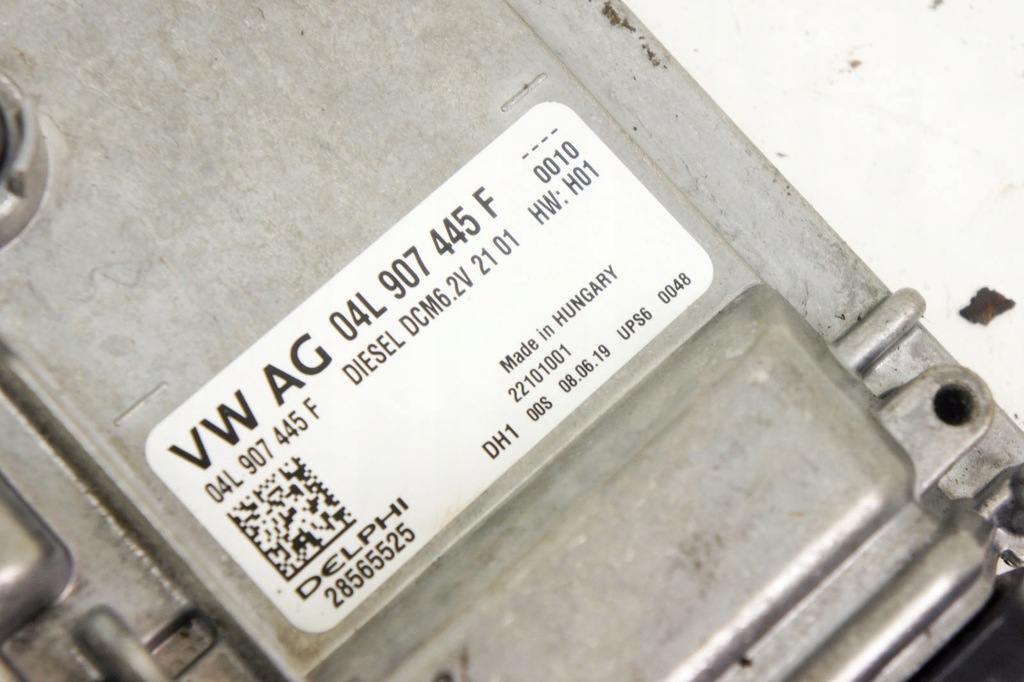 ----
VW AG 04L 907 445 F 0010
04L 907 445 F DIESEL DCM6.2V 21 01 HW: H01
Made in HUNGARY
22101001
DH1 00S 08.06.19 UPS6 0048
DELPHI
28565525